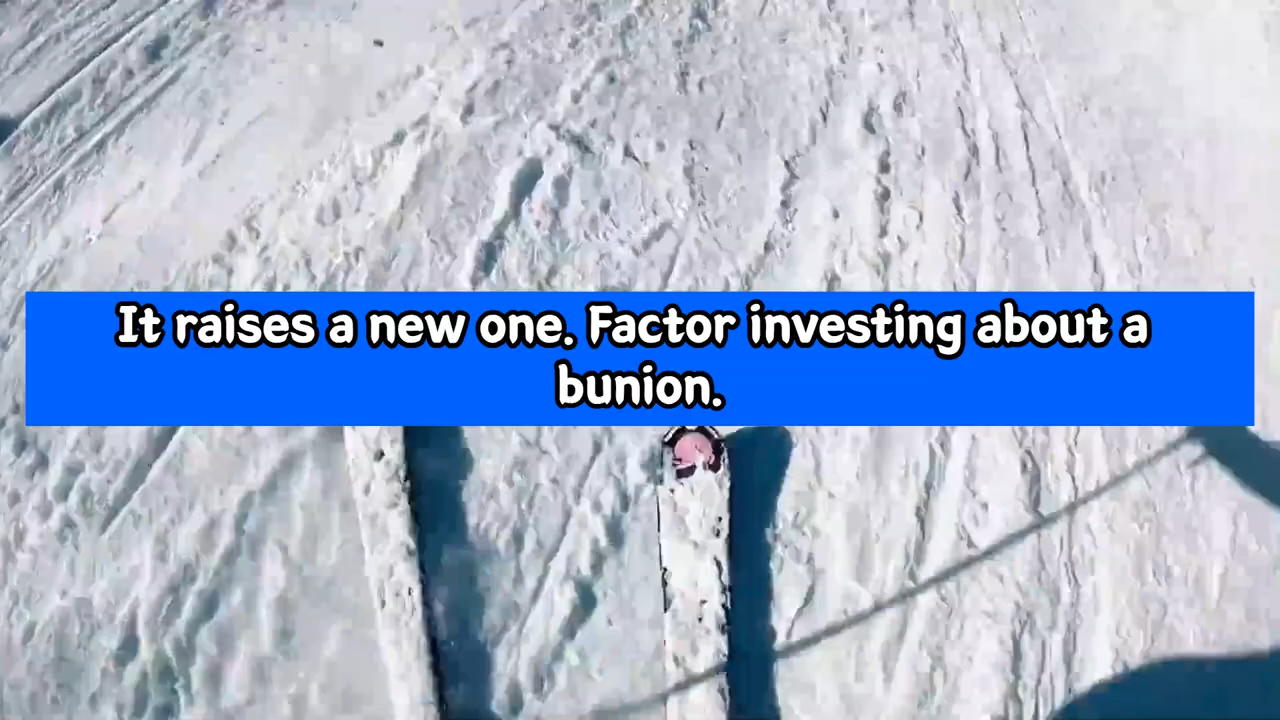 It raises a new one. Factor investing about a
bunion.